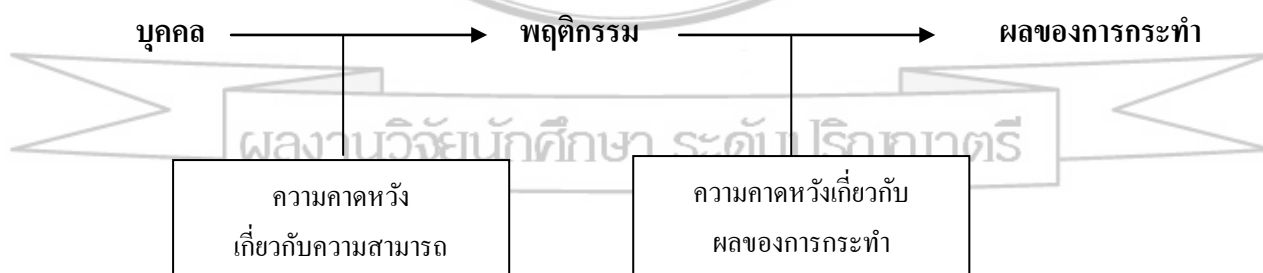 บุคคล พฤติกรรม ผลของการกระทำ
ผลงานวิจัยนักศึกษา ระดับปริญญาตรี
ความคาดหวัง
เกี่ยวกับความสามารถ
ความคาดหวังเกี่ยวกับ
ผลของการกระทำ